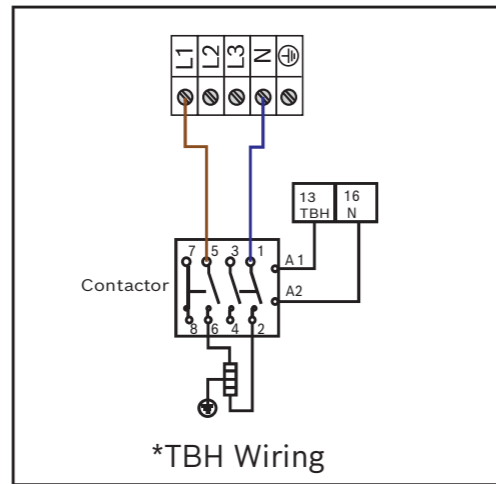 L1 L2 L3 N
13 16
TBH N
7 5 3 1
A1
Contactor
A2
8 6 4 2
*TBH Wiring